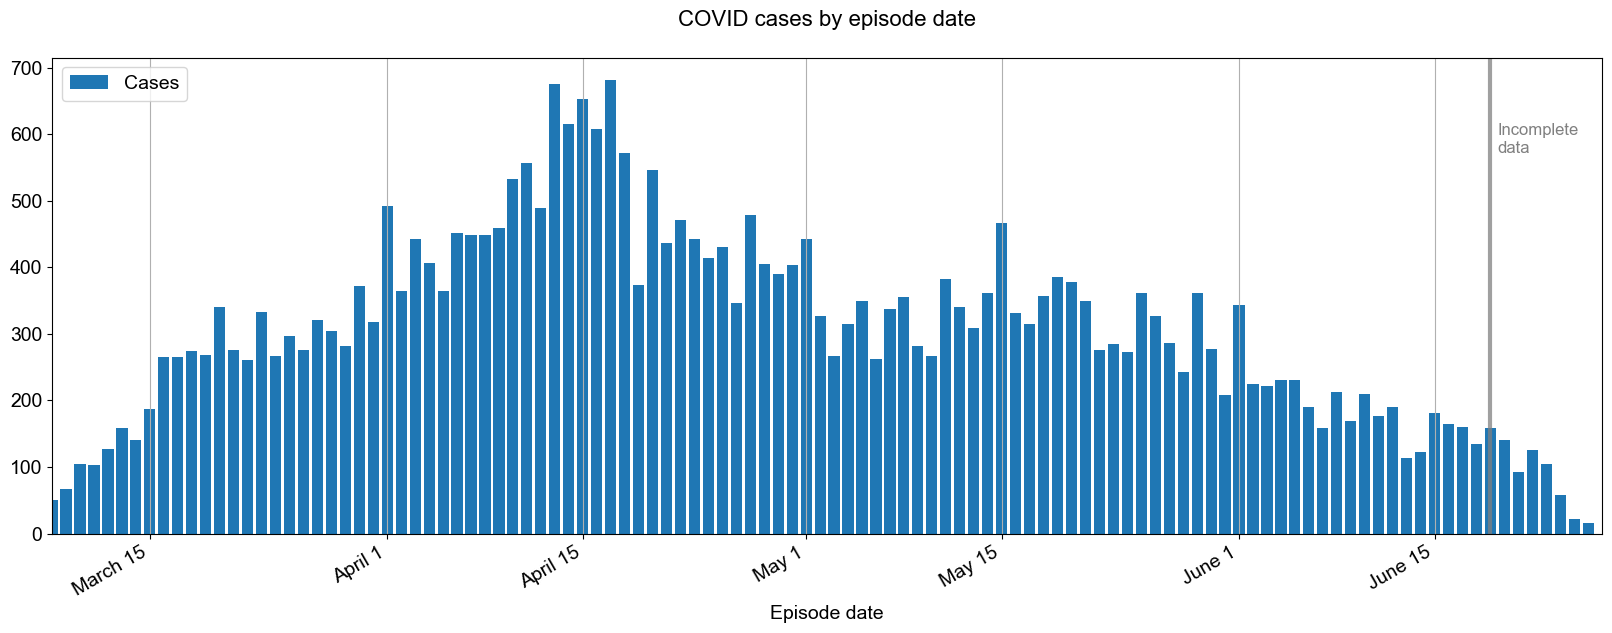 COVID cases by episode date
Cases
700
600
500
400
300
200
100
0
Incomplete
data
March 15
April 1
April 15
May 1
May 15
June 1
June 15
Episode date